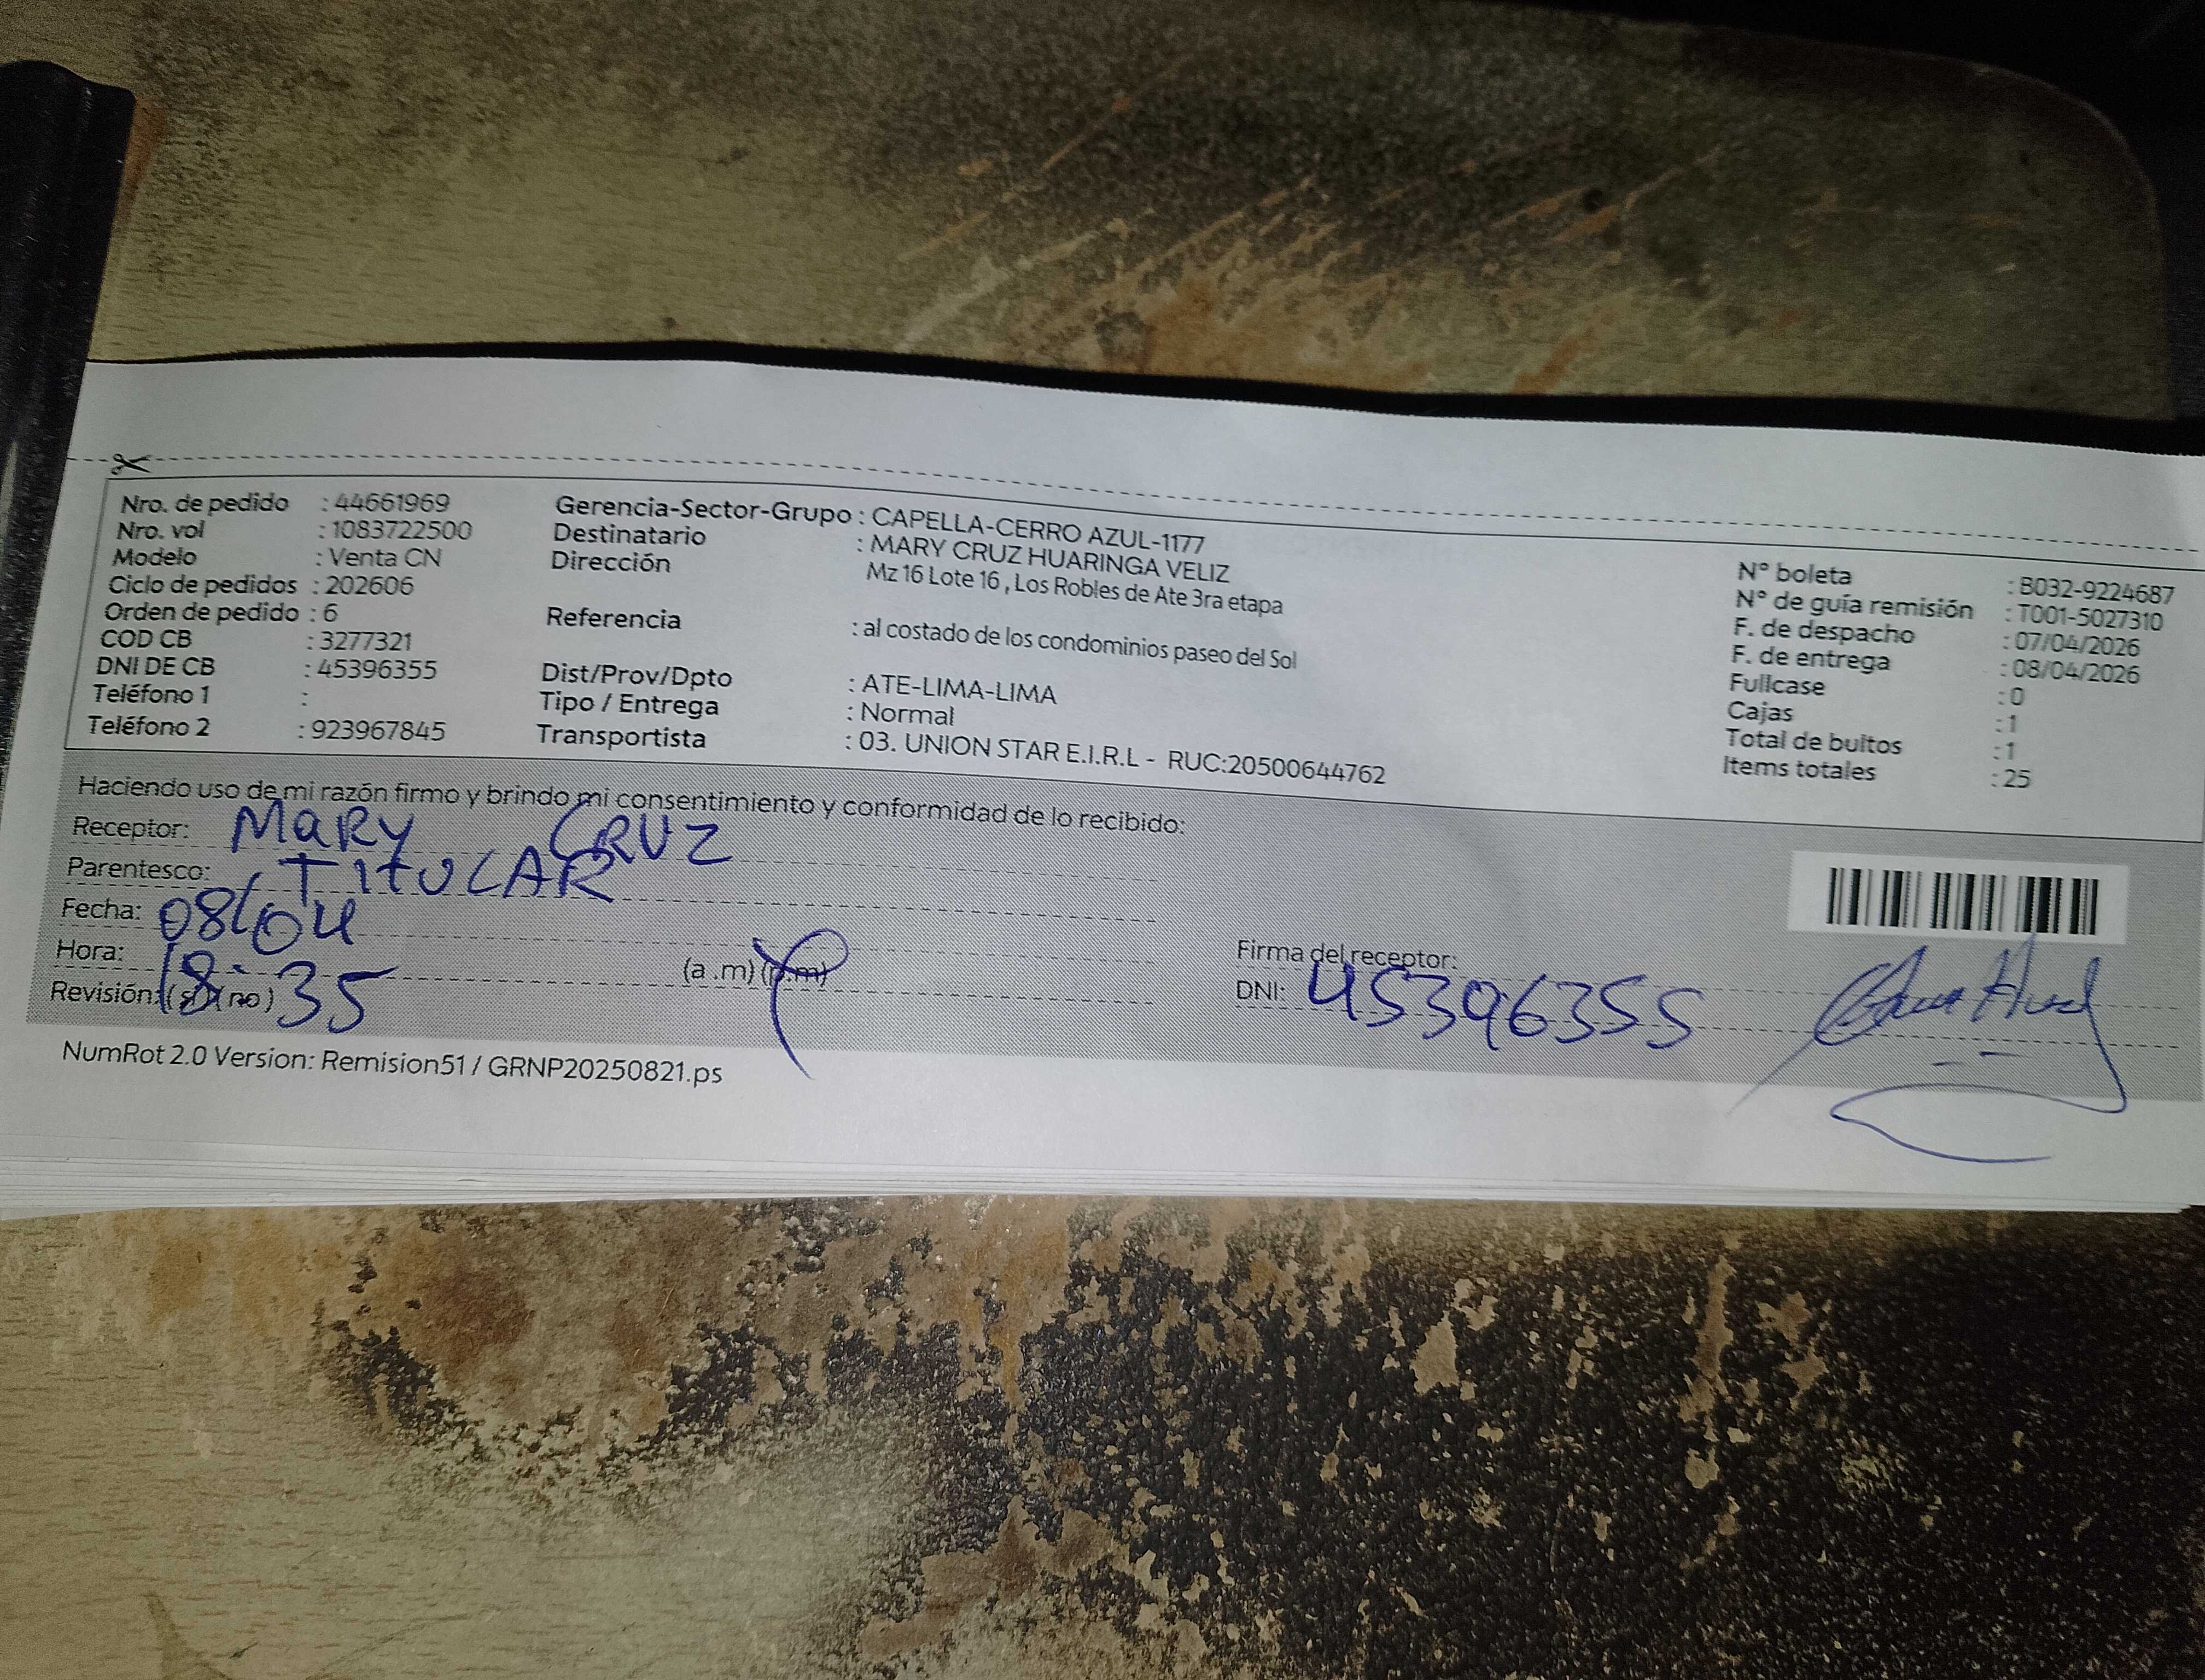 Nro. de pedido : 44661969
Nro. vol : 1083722500
Modelo : Venta CN
Ciclo de pedidos : 202606
Orden de pedido : 6
COD CB : 3277321
DNI DE CB : 45396355
Teléfono 1 :
Teléfono 2 : 923967845
Gerencia-Sector-Grupo : CAPELLA-CERRO AZUL-1177
Destinatario : MARY CRUZ HUARINGA VELIZ
Dirección Mz 16 Lote 16 , Los Robles de Ate 3ra etapa
Referencia : al costado de los condominios paseo del Sol
Dist/Prov/Dpto : ATE-LIMA-LIMA
Tipo / Entrega : Normal
Transportista : 03. UNION STAR E.I.R.L - RUC:20500644762
N° boleta : B032-9224687
N° de guía remisión : T001-5027310
F. de despacho : 07/04/2026
F. de entrega : 08/04/2026
Fullcase : 0
Cajas : 1
Total de bultos : 1
Items totales : 25
Haciendo uso de mi razón firmo y brindo mi consentimiento y conformidad de lo recibido:
Receptor: MARY CRUZ
Parentesco: TITULAR
Fecha: 08/04
Hora: 18:35 (a .m) (p.m)
Revisión: (si) (no)
Firma del receptor:
DNI: 45396355
NumRot 2.0 Version: Remision51 / GRNP20250821.ps